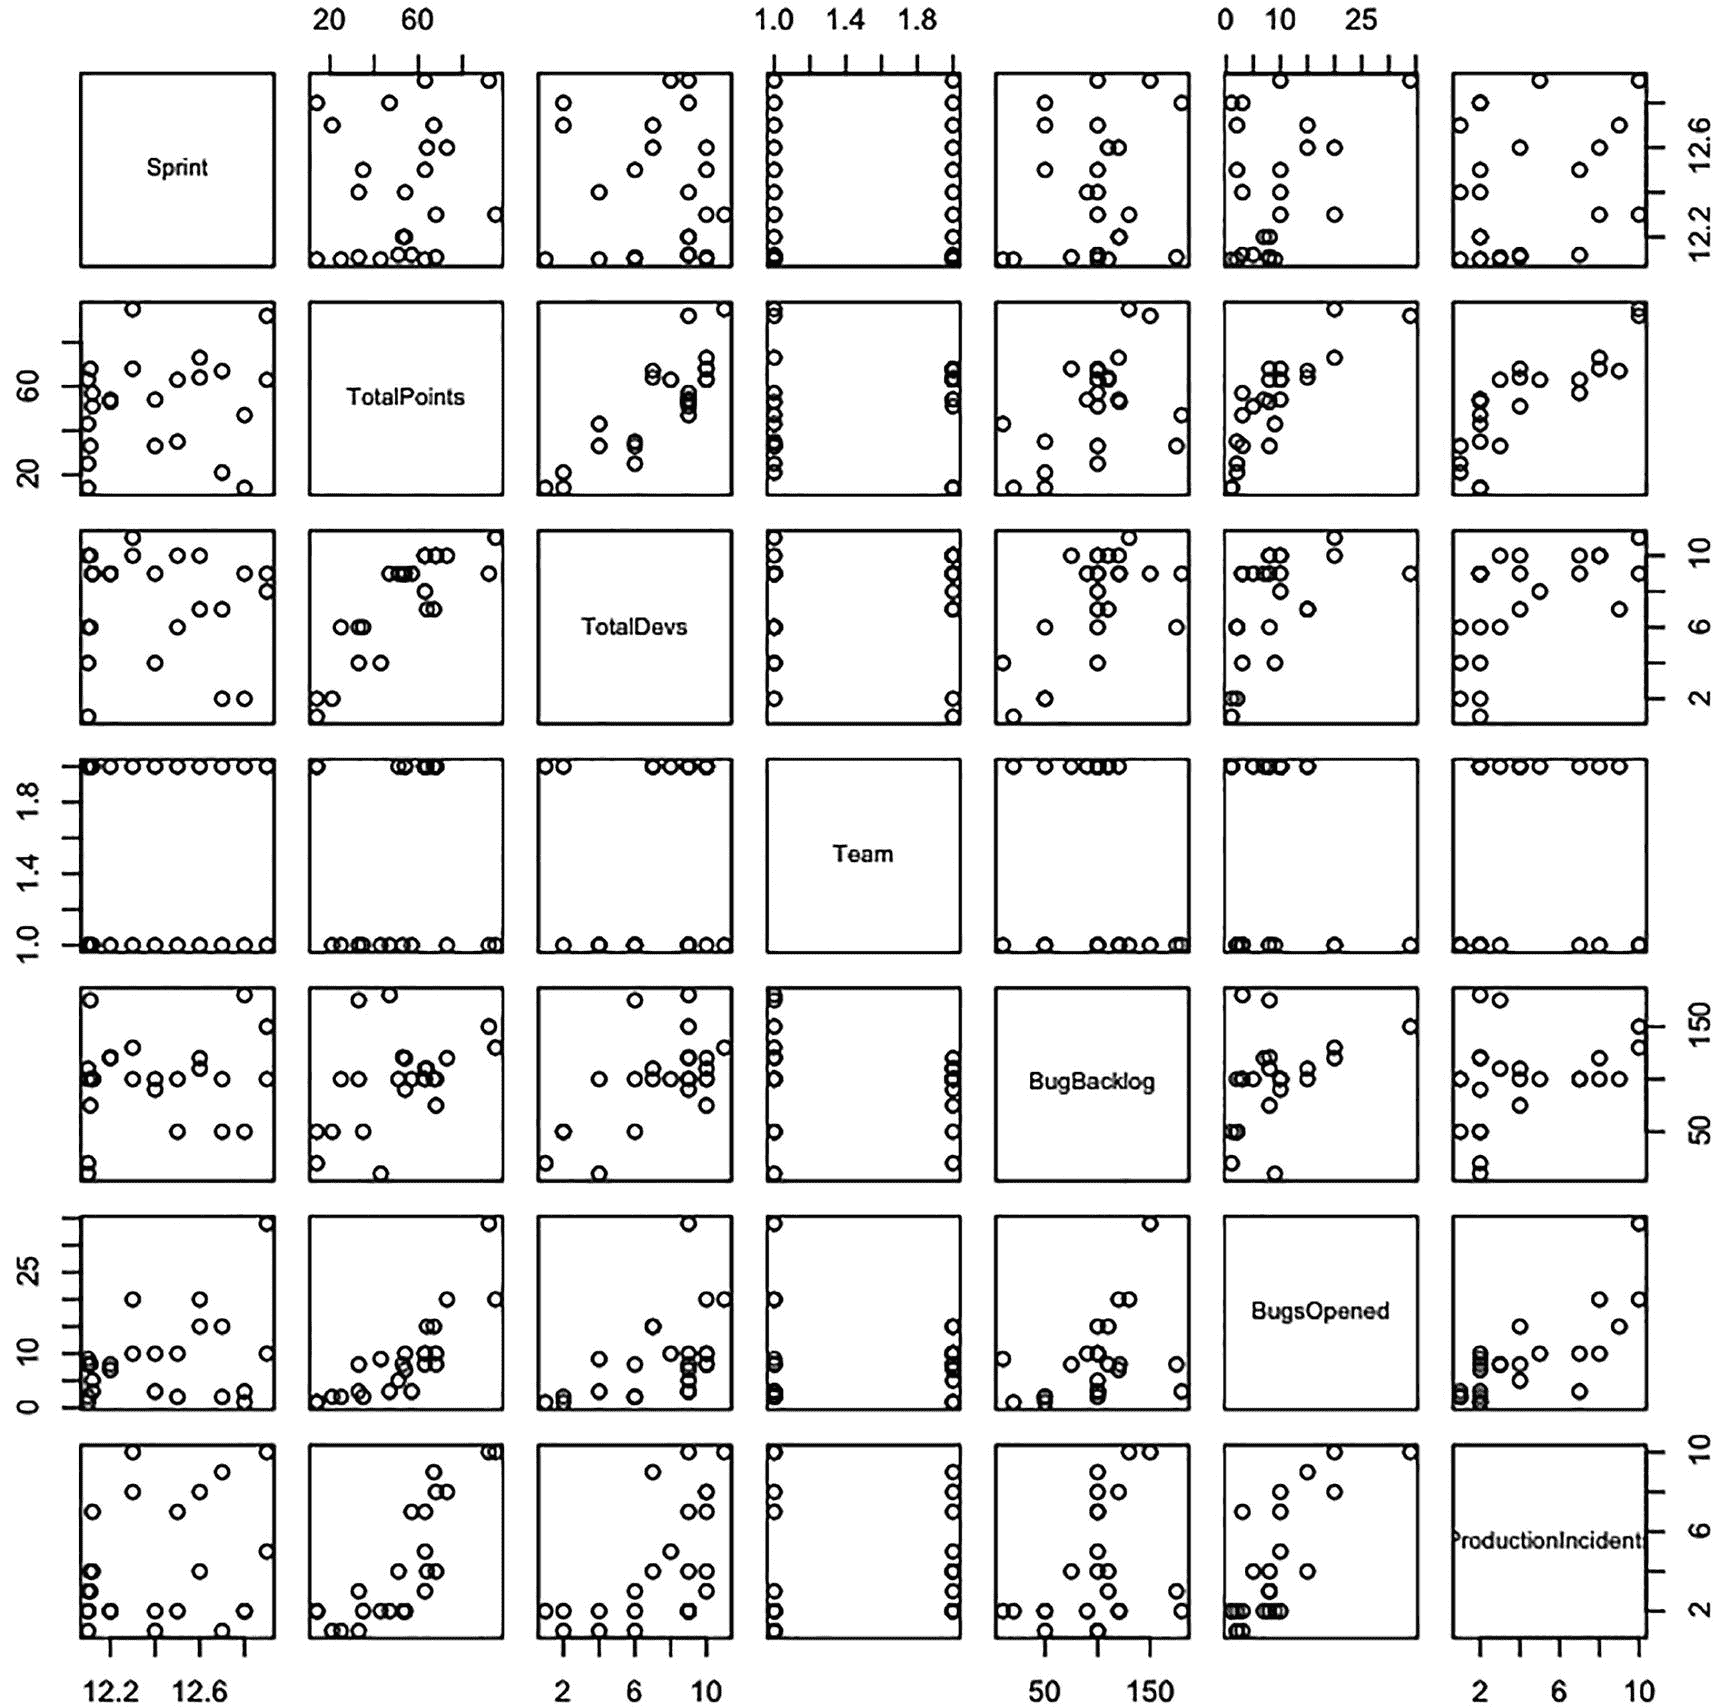 20 60 1.0 1.4 1.8 0 10 25
Sprint
12.2 12.6
TotalPoints
20 60
TotalDevs
2 6 10
Team
1.0 1.4 1.8
BugBacklog
50 150
BugsOpened
0 10 25
ProductionIncidents
2 6 10
12.2 12.6 2 6 10 50 150 2 6 10